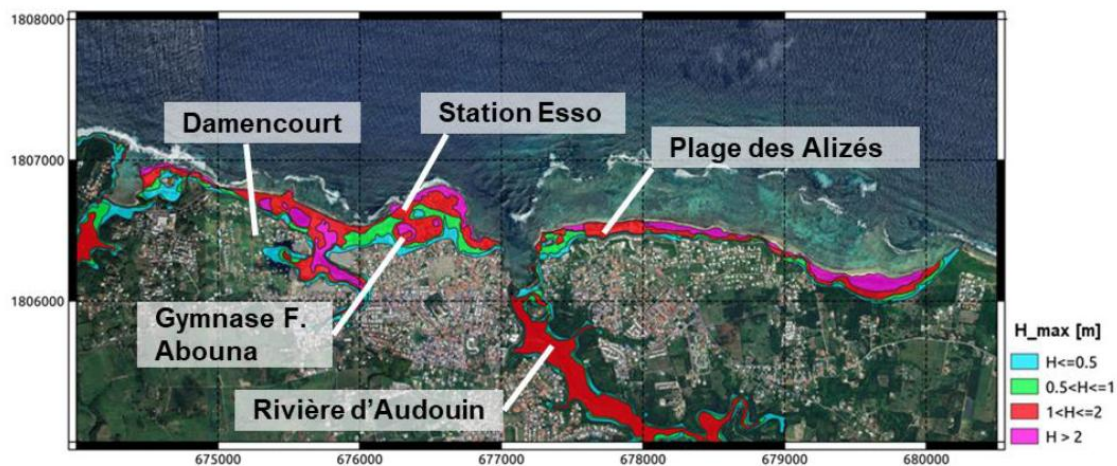 1808000
Station Esso
Damencourt
Plage des Alizés
1807000
1806000
Gymnase F.
Abouna
Rivière d'Audouin
H_max [m]
H<=0.5
0.5<H<=1
1<H<=2
H > 2
675000
676000
677000
678000
679000
680000